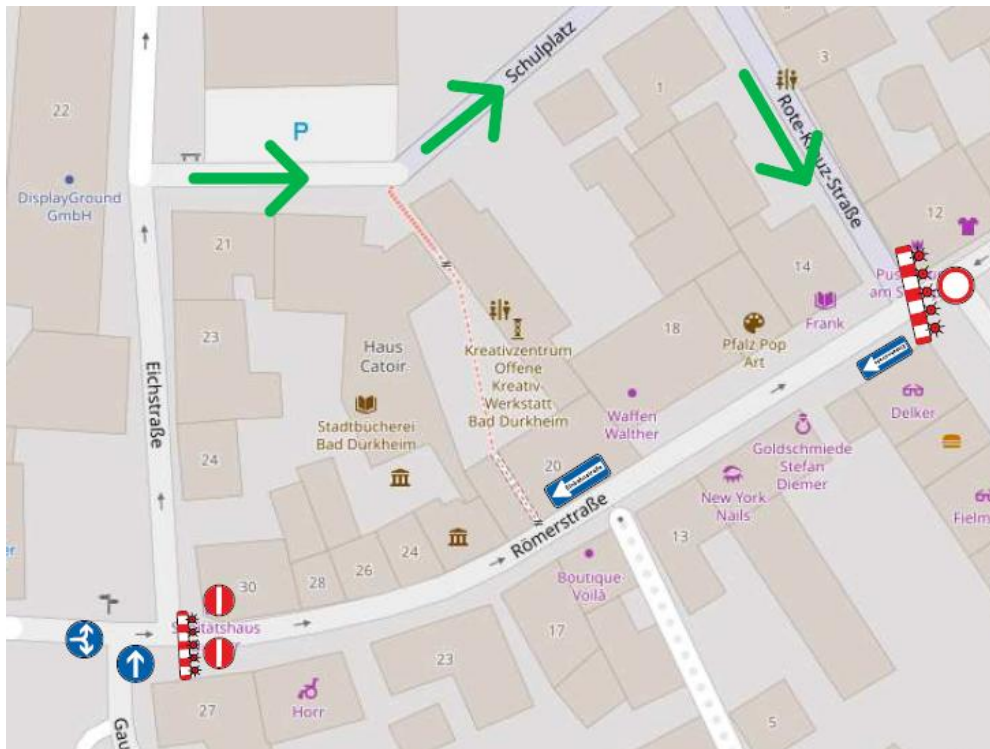 Schulplatz
1
3
22
P
Rote-Kreuz-Straße
DisplayGround
GmbH
12
21
14
Frank
18
Pfalz Pop
Art
23
Haus
Catoir
Kreativzentrum
Offene
Kreativ
Werkstatt
Bad Dürkheim
Eichstraße
Stadtbücherei
Bad Dürkheim
Waffen
Walther
Delker
24
20
Einbahnstraße
Goldschmiede
Stefan
Diemer
New York
Nails
Römerstraße
13
24
26
28
30
Boutique
Voilà
17
23
27
Horr
5